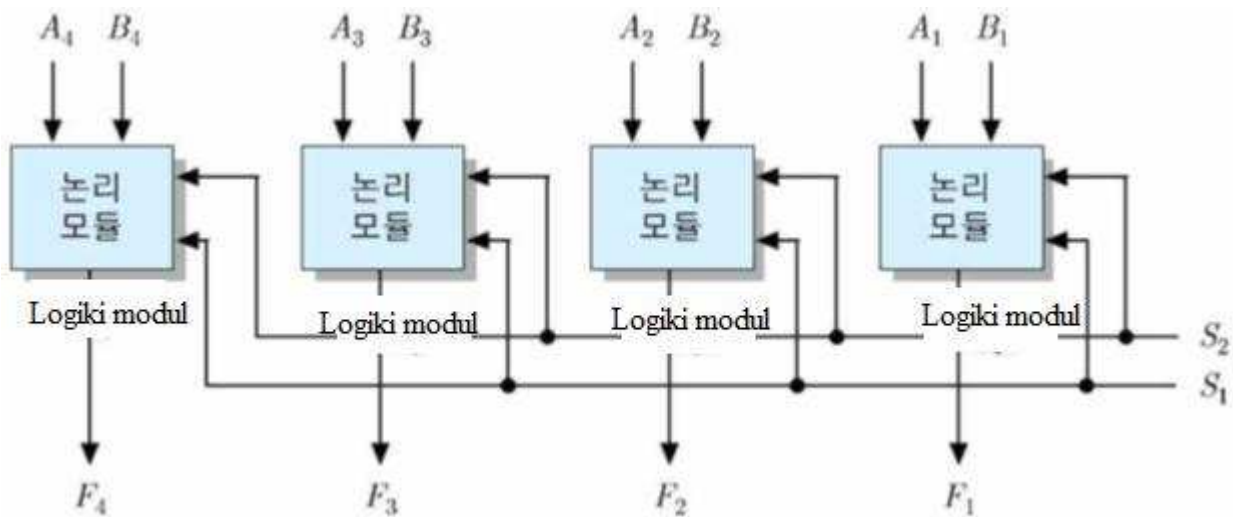 A₄ B₄ A₃ B₃ A₂ B₂ A₁ B₁
논리 논리 논리 논리
모듈 모듈 모듈 모듈
Logiki modul Logiki modul Logiki modul Logiki modul
S₂
S₁
F₄ F₃ F₂ F₁